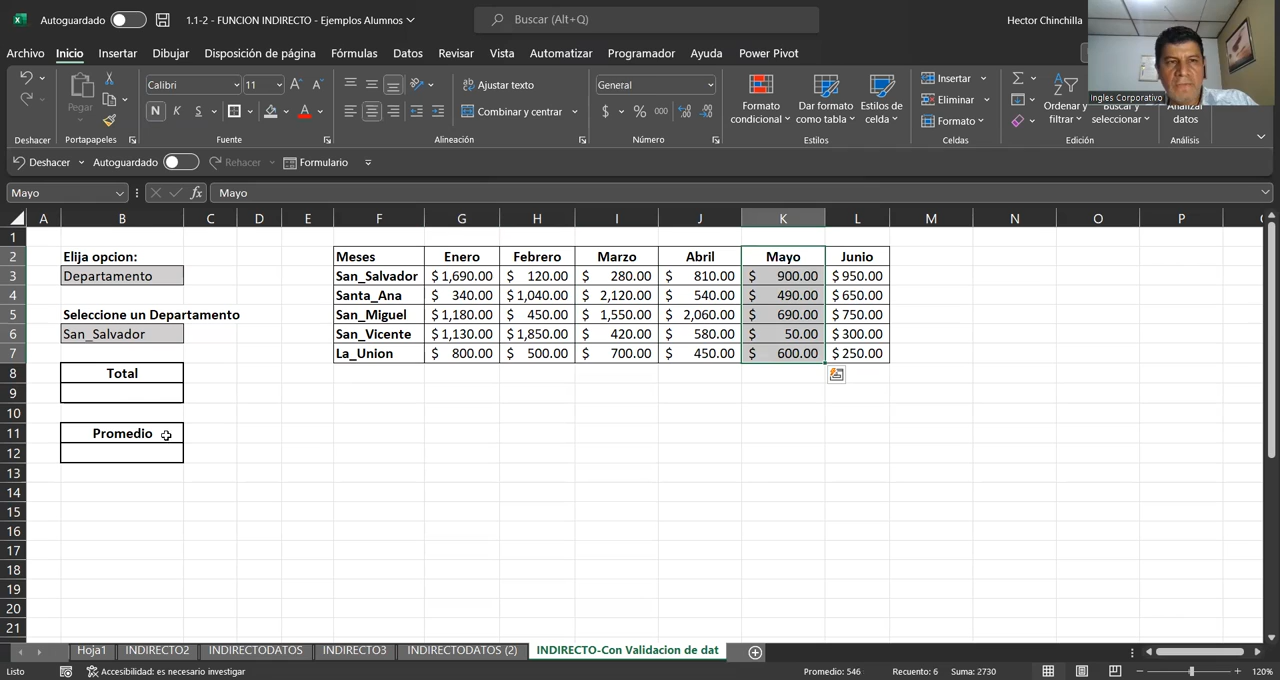 Autoguardado
1.1-2 - FUNCION INDIRECTO - Ejemplos Alumnos
Buscar (Alt+Q)
Hector Chinchilla
Archivo Inicio Insertar Dibujar Disposición de página Fórmulas Datos Revisar Vista Automatizar Programador Ayuda Power Pivot
Pegar
Calibri 11
N K S
Ajustar texto
Combinar y centrar
General
$ % 000
Formato condicional
Dar formato como tabla
Estilos de celda
Insertar
Eliminar
Formato
Ordenar y filtrar
Buscar y seleccionar
Analizar datos
Ingles Corporativo
Deshacer Portapapeles Fuente Alineación Número Estilos Celdas Edición Análisis
Deshacer Autoguardado Rehacer Formulario
Mayo fx Mayo
A B C D E F G H I J K L M N O P
1
2 Elija opcion: Meses Enero Febrero Marzo Abril Mayo Junio
3 Departamento San_Salvador $ 1,690.00 $ 120.00 $ 280.00 $ 810.00 $ 900.00 $ 950.00
4 Santa_Ana $ 340.00 $ 1,040.00 $ 2,120.00 $ 540.00 $ 490.00 $ 650.00
5 Seleccione un Departamento San_Miguel $ 1,180.00 $ 450.00 $ 1,550.00 $ 2,060.00 $ 690.00 $ 750.00
6 San_Salvador San_Vicente $ 1,130.00 $ 1,850.00 $ 420.00 $ 580.00 $ 50.00 $ 300.00
7 La_Union $ 800.00 $ 500.00 $ 700.00 $ 450.00 $ 600.00 $ 250.00
8 Total
9
10
11 Promedio
12
13
14
15
16
17
18
19
20
21
Hoja1 INDIRECTO2 INDIRECTODATOS INDIRECTO3 INDIRECTODATOS (2) INDIRECTO-Con Validacion de dat
Listo Accesibilidad: es necesario investigar Promedio: 546 Recuento: 6 Suma: 2730 120%